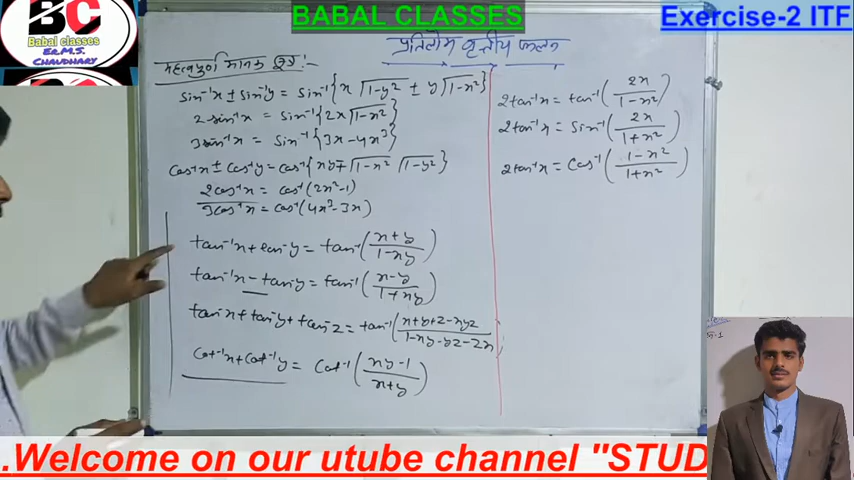 BABAL CLASSES
Exercise-2 ITF
BC
Babal classes
Er.M.S.
CHAUDHARY
प्रतिलोम वृत्तीय फलन
महत्वपूर्ण मानक सूत्र :-
sin⁻¹x ± sin⁻¹y = sin⁻¹{x√1-y² ± y√1-x²}
2sin⁻¹x = sin⁻¹{2x√1-x²}
3sin⁻¹x = sin⁻¹{3x-4x³}
cos⁻¹x ± cos⁻¹y = cos⁻¹{xy∓√1-x² √1-y²}
2cos⁻¹x = cos⁻¹(2x²-1)
3cos⁻¹x = cos⁻¹(4x³-3x)
tan⁻¹x + tan⁻¹y = tan⁻¹(x+y/1-xy)
tan⁻¹x - tan⁻¹y = tan⁻¹(x-y/1+xy)
tan⁻¹x + tan⁻¹y + tan⁻¹z = tan⁻¹(x+y+z-xyz/1-xy-yz-zx)
cot⁻¹x + cot⁻¹y = cot⁻¹(xy-1/x+y)
2tan⁻¹x = tan⁻¹(2x/1-x²)
2tan⁻¹x = sin⁻¹(2x/1+x²)
2tan⁻¹x = cos⁻¹(1-x²/1+x²)
.Welcome on our utube channel "STUD